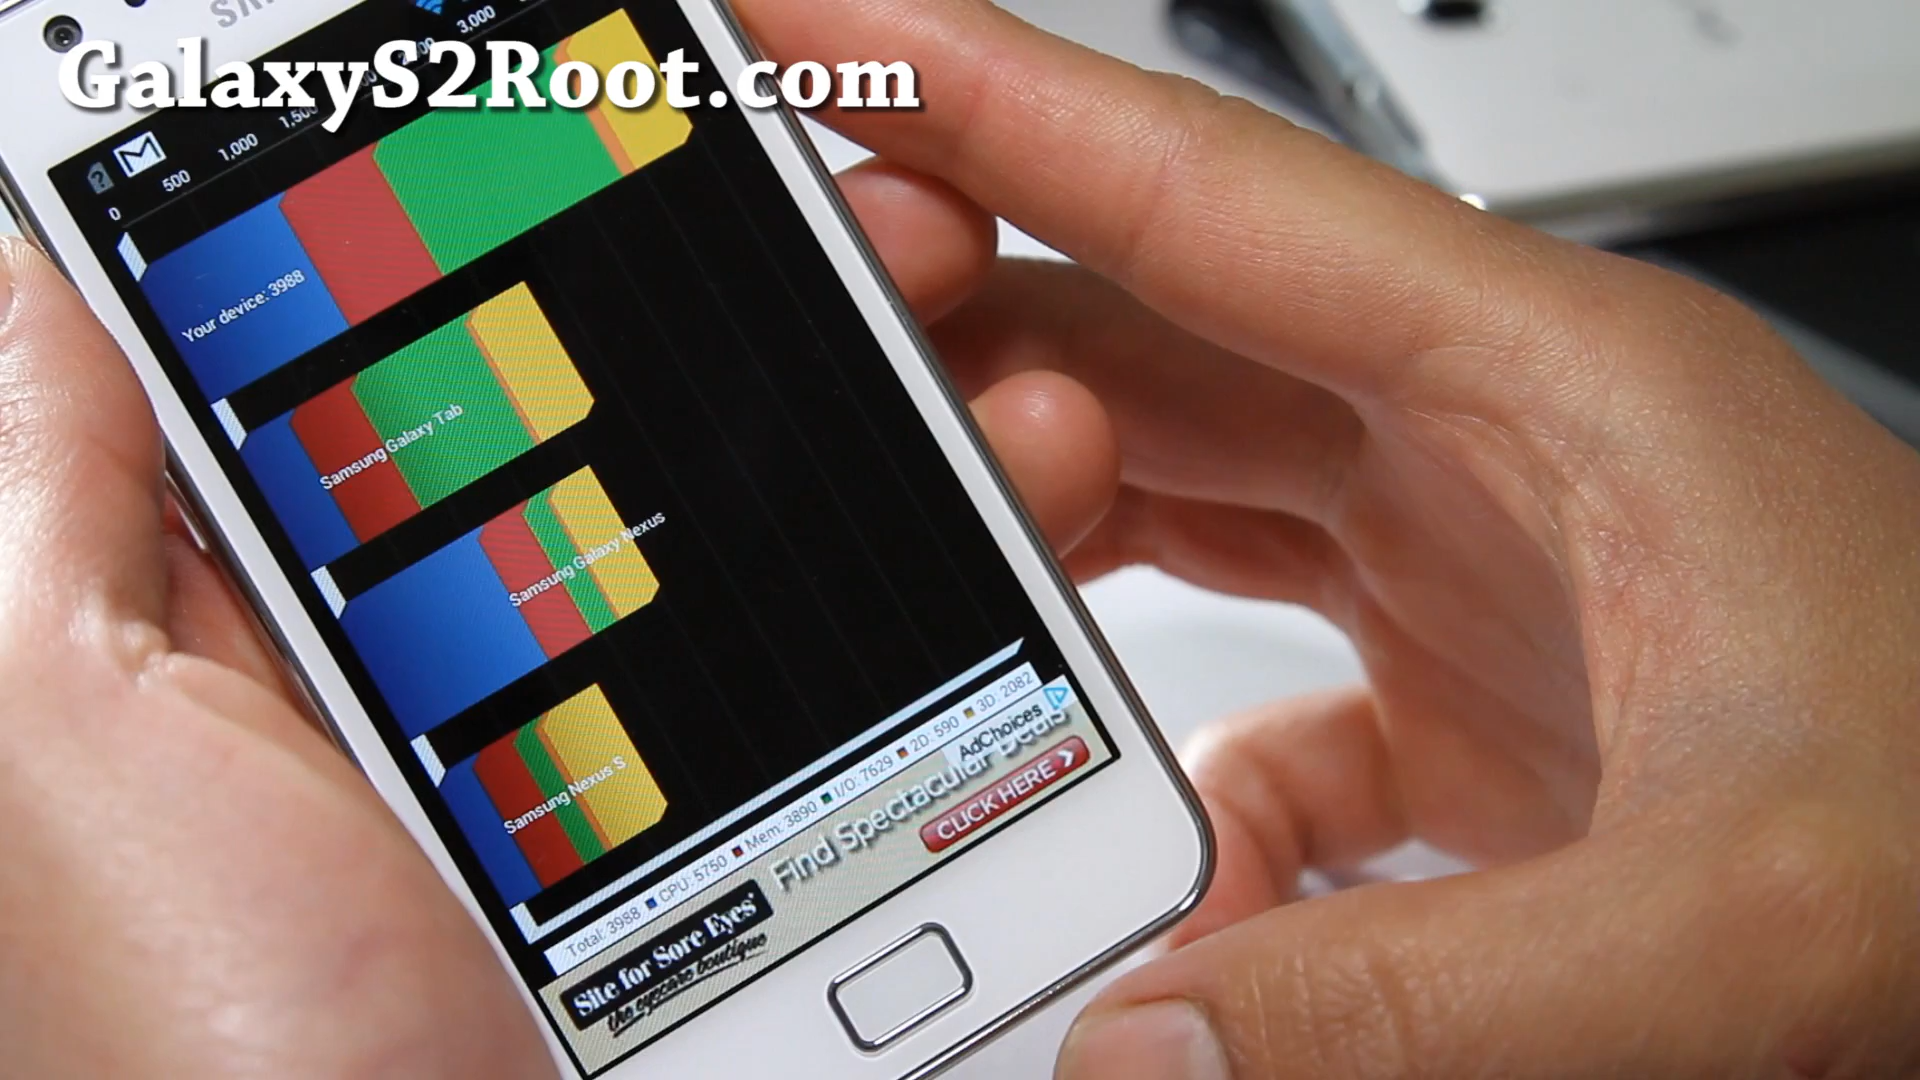 SA
GalaxyS2Root.com
0 500 1,000 1,500 3,000
Your device: 3988
Samsung Galaxy Tab
Samsung Galaxy Nexus
Samsung Nexus S
Total: 3988 CPU: 5750 Mem: 3890 I/O: 7629 2D: 590 3D: 2082
AdChoices
Find Spectacular Deals
CLICK HERE
Site for Sore Eyes
the eyecare boutique